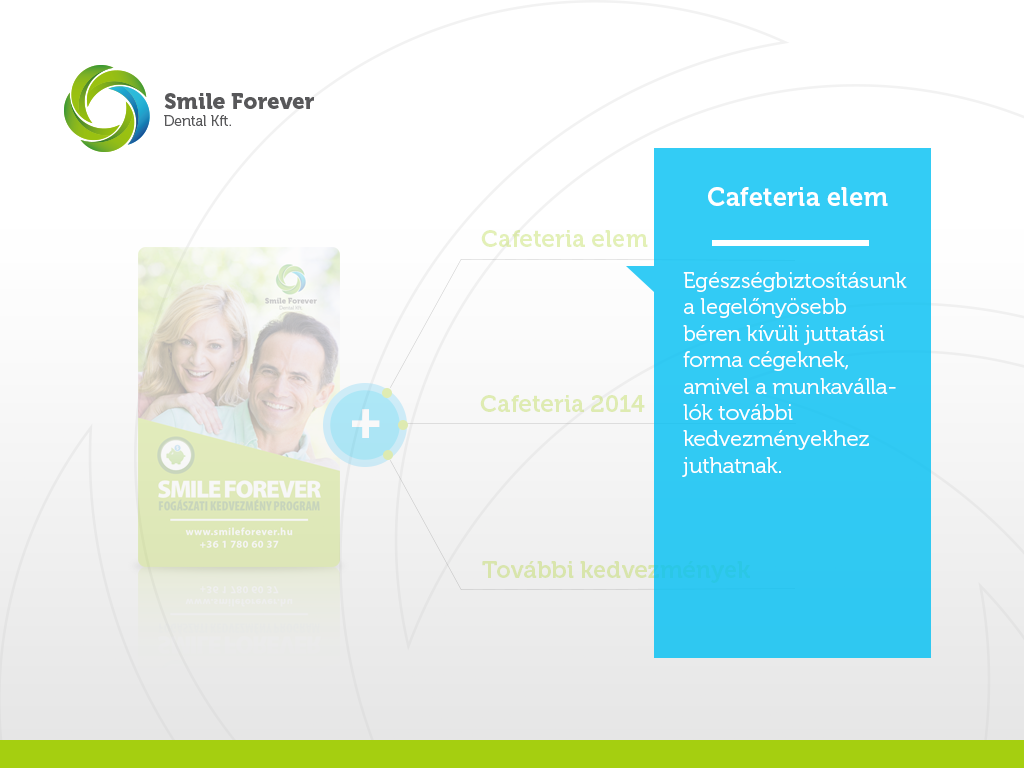 Smile Forever
Dental Kft.
Cafeteria elem
Cafeteria elem
Egészségbiztosításunk
a legelőnyösebb
béren kívüli juttatási
forma cégeknek,
amivel a munkaválla-
lók további
kedvezményekhez
juthatnak.
Smile Forever
Dental Kft.
+
Cafeteria 2014
SMILE FOREVER
FOGÁSZATI KEDVEZMÉNY PROGRAM
www.smileforever.hu
+36 1 780 60 37
További kedvezmények